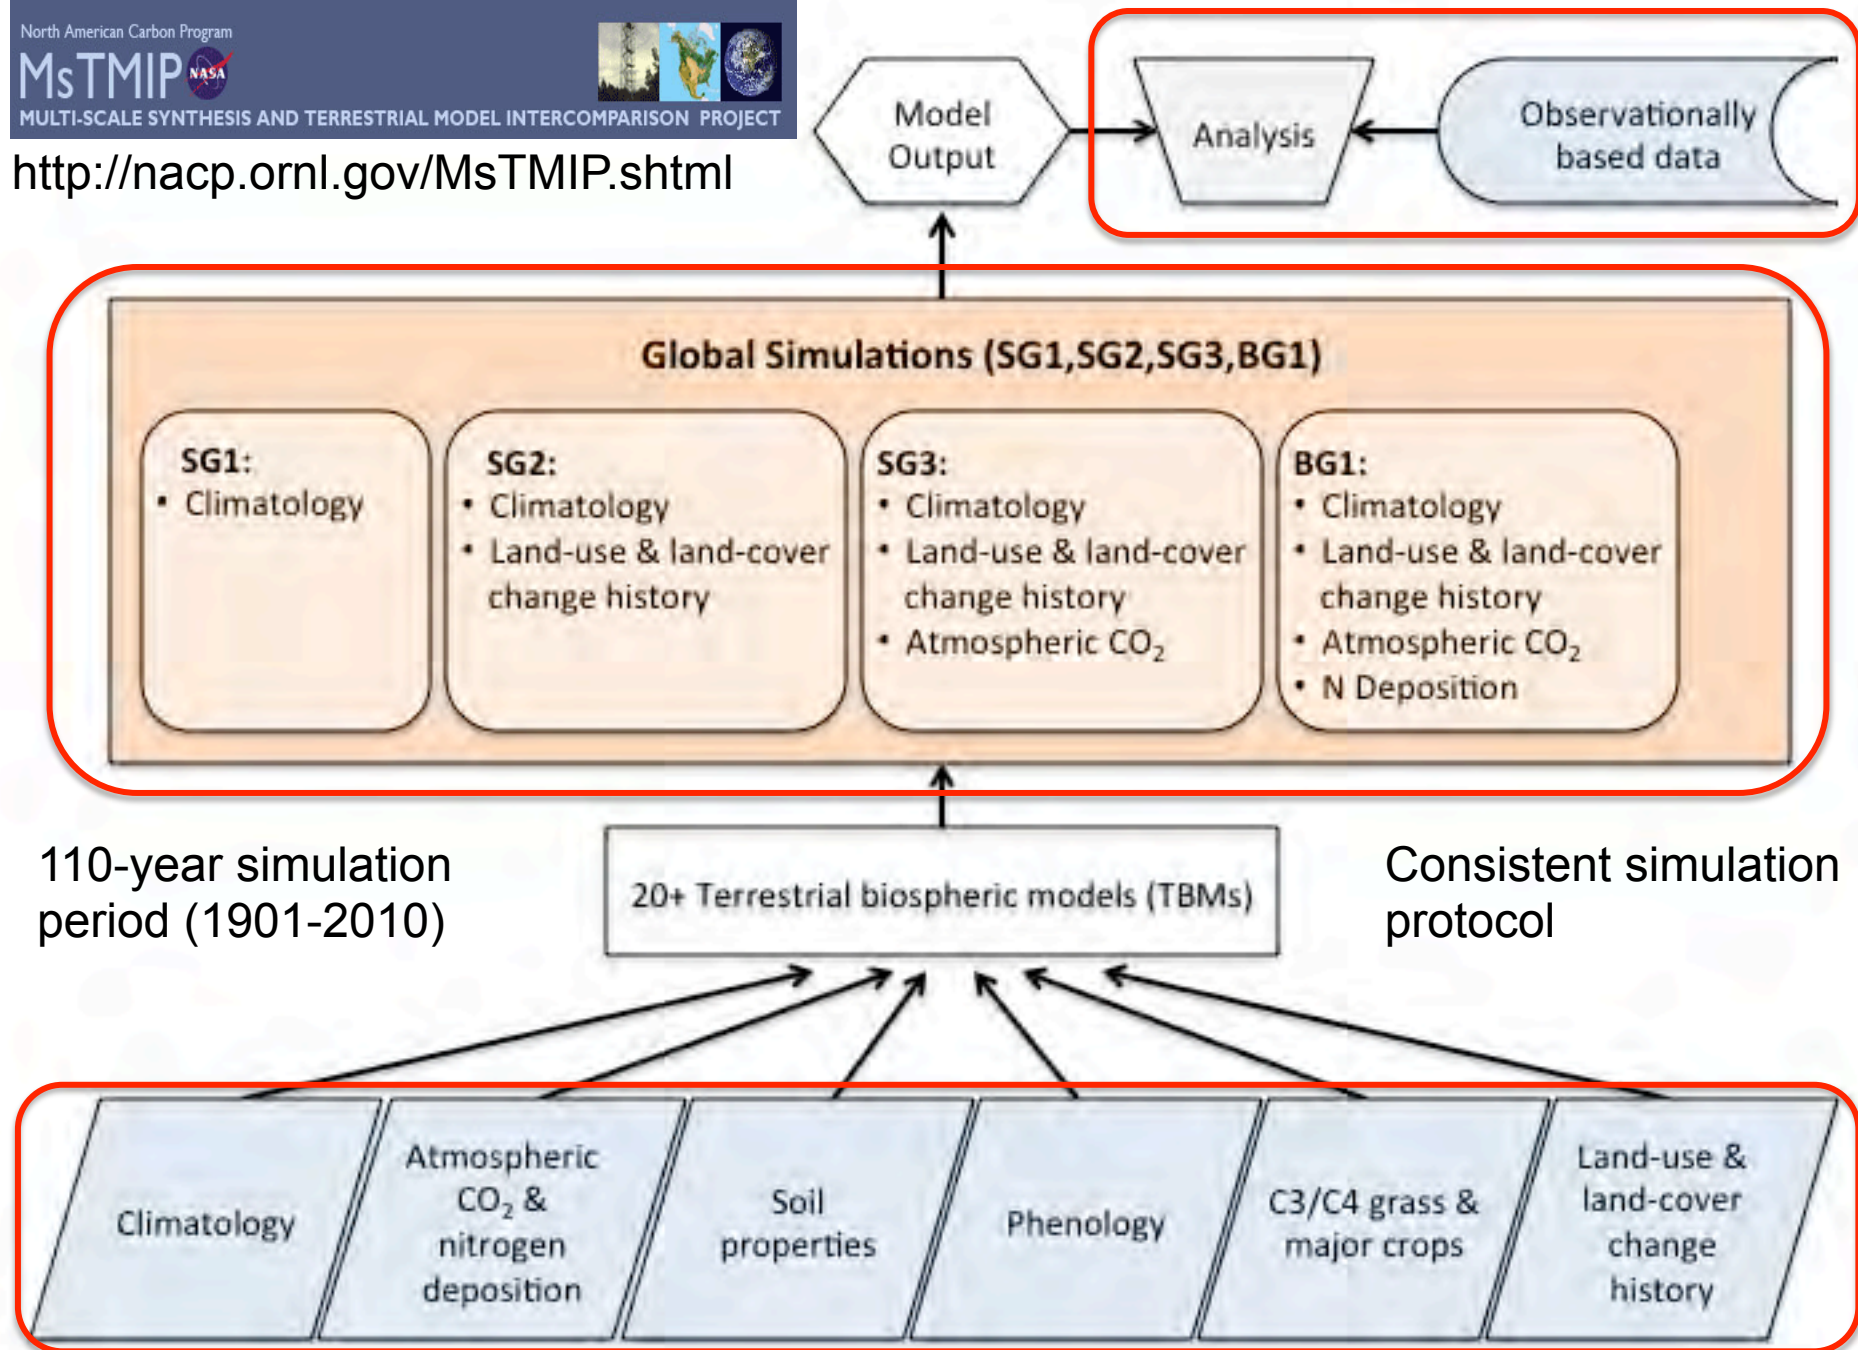 North American Carbon Program
MsTMIP NASA
MULTI-SCALE SYNTHESIS AND TERRESTRIAL MODEL INTERCOMPARISON PROJECT
http://nacp.ornl.gov/MsTMIP.shtml
Model
Output
Analysis
Observationally
based data
Global Simulations (SG1,SG2,SG3,BG1)
SG1:
• Climatology
SG2:
• Climatology
• Land-use & land-cover
change history
SG3:
• Climatology
• Land-use & land-cover
change history
• Atmospheric CO₂
BG1:
• Climatology
• Land-use & land-cover
change history
• Atmospheric CO₂
• N Deposition
110-year simulation
period (1901-2010)
20+ Terrestrial biospheric models (TBMs)
Consistent simulation
protocol
Climatology
Atmospheric
CO₂ &
nitrogen
deposition
Soil
properties
Phenology
C3/C4 grass &
major crops
Land-use &
land-cover
change
history